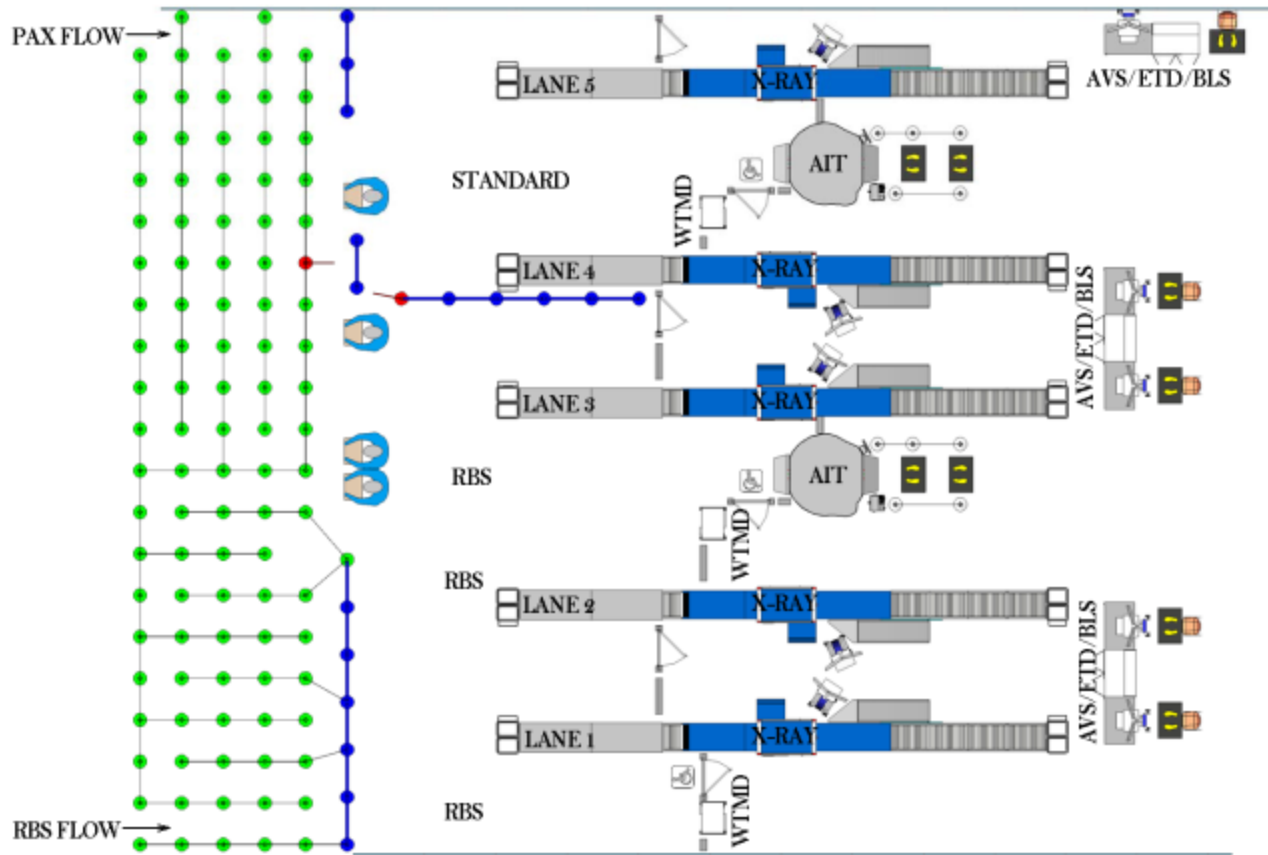 PAX FLOW
LANE 5
X-RAY
AVS/ETD/BLS
AIT
STANDARD
WTMD
LANE 4
X-RAY
AVS/ETD/BLS
LANE 3
X-RAY
RBS
AIT
WTMD
RBS
LANE 2
X-RAY
AVS/ETD/BLS
LANE 1
X-RAY
RBS
WTMD
RBS FLOW